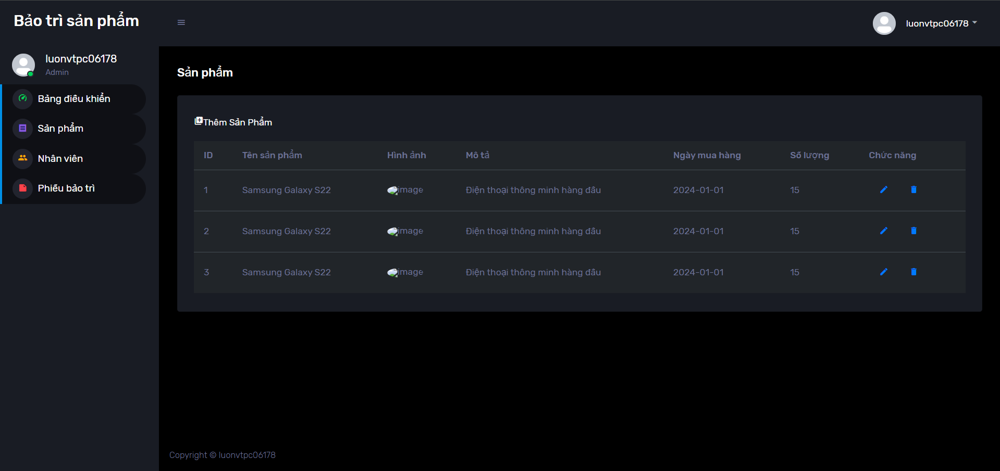 Bảo trì sản phẩm
luonvtpc06178
luonvtpc06178
Admin
Bảng điều khiển
Sản phẩm
Nhân viên
Phiếu bảo trì
Sản phẩm
Thêm Sản Phẩm
ID Tên sản phẩm Hình ảnh Mô tả Ngày mua hàng Số lượng Chức năng
1 Samsung Galaxy S22 image Điện thoại thông minh hàng đầu 2024-01-01 15
2 Samsung Galaxy S22 image Điện thoại thông minh hàng đầu 2024-01-01 15
3 Samsung Galaxy S22 image Điện thoại thông minh hàng đầu 2024-01-01 15
Copyright © luonvtpc06178